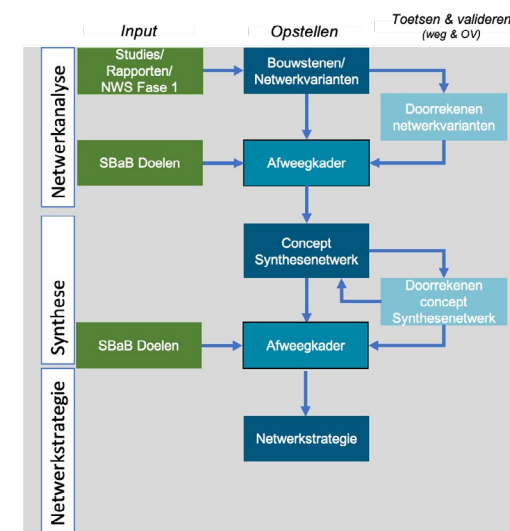 Input
Opstellen
Toetsen & valideren
(weg & OV)
Netwerkanalyse
Studies/
Rapporten/
NWS Fase 1
Bouwstenen/
Netwerkvarianten
Doorrekenen
netwerkvarianten
SBaB Doelen
Afweegkader
Synthese
Concept
Synthesenetwerk
Doorrekenen
concept
Synthesenetwerk
SBaB Doelen
Afweegkader
Netwerkstrategie
Netwerkstrategie